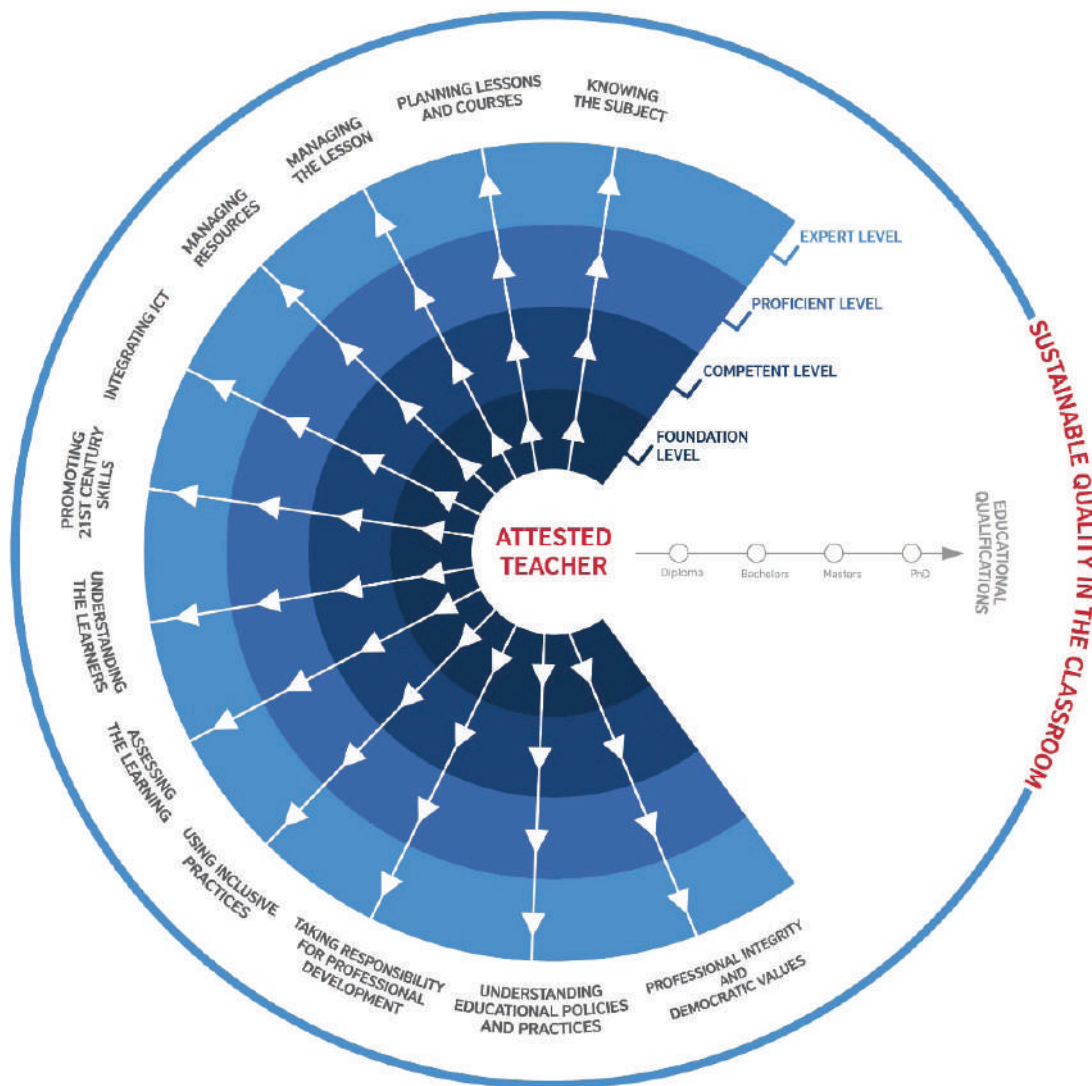 PLANNING LESSONS
AND COURSES
KNOWING
THE SUBJECT
MANAGING
THE LESSON
MANAGING
RESOURCES
INTEGRATING ICT
PROMOTING
21ST CENTURY
SKILLS
UNDERSTANDING
THE LEARNERS
ASSESSING
THE LEARNING
USING INCLUSIVE
PRACTICES
TAKING RESPONSIBILITY
FOR PROFESSIONAL
DEVELOPMENT
UNDERSTANDING
EDUCATIONAL POLICIES
AND PRACTICES
PROFESSIONAL INTEGRITY
AND
DEMOCRATIC VALUES
EXPERT LEVEL
PROFICIENT LEVEL
COMPETENT LEVEL
FOUNDATION
LEVEL
ATTESTED
TEACHER
Diploma
Bachelors
Masters
PhD
EDUCATIONAL
QUALIFICATIONS
SUSTAINABLE QUALITY IN THE CLASSROOM